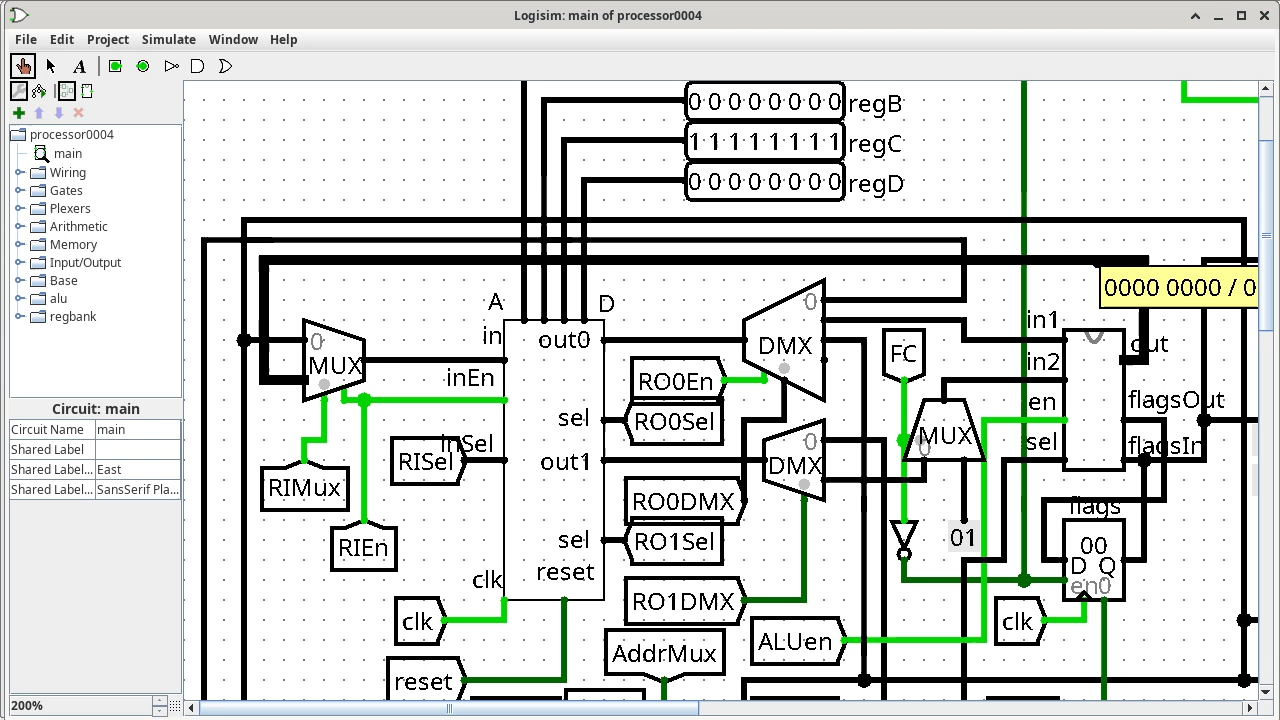 Logisim: main of processor0004
File Edit Project Simulate Window Help
A
processor0004
main
Wiring
Gates
Plexers
Arithmetic
Memory
Input/Output
Base
alu
regbank
Circuit: main
Circuit Name main
Shared Label
Shared Label... East
Shared Label... SansSerif Pla...
200%
0 0 0 0 0 0 0 0 regB
1 1 1 1 1 1 1 1 regC
0 0 0 0 0 0 0 0 regD
0000 0000 / 0
A D
in
out0
inEn
sel
inSel
out1
sel
reset
clk
0
MUX
RISel
RIMux
RIEn
clk
reset
0
DMX
RO0En
RO0Sel
0
DMX
RO0DMX
RO1Sel
RO1DMX
AddrMux
ALUen
FC
MUX
0
01
in1
in2
en
sel
out
flagsOut
flagsIn
flags
00
D Q
en 0
clk